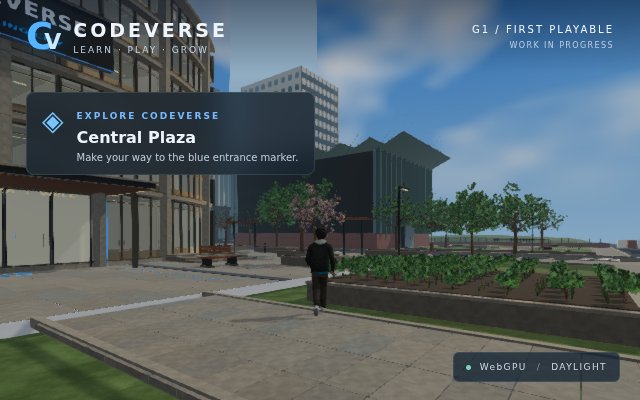 CODEVERSE
LEARN · PLAY · GROW
G1 / FIRST PLAYABLE
WORK IN PROGRESS
EXPLORE CODEVERSE
Central Plaza
Make your way to the blue entrance marker.
WebGPU / DAYLIGHT